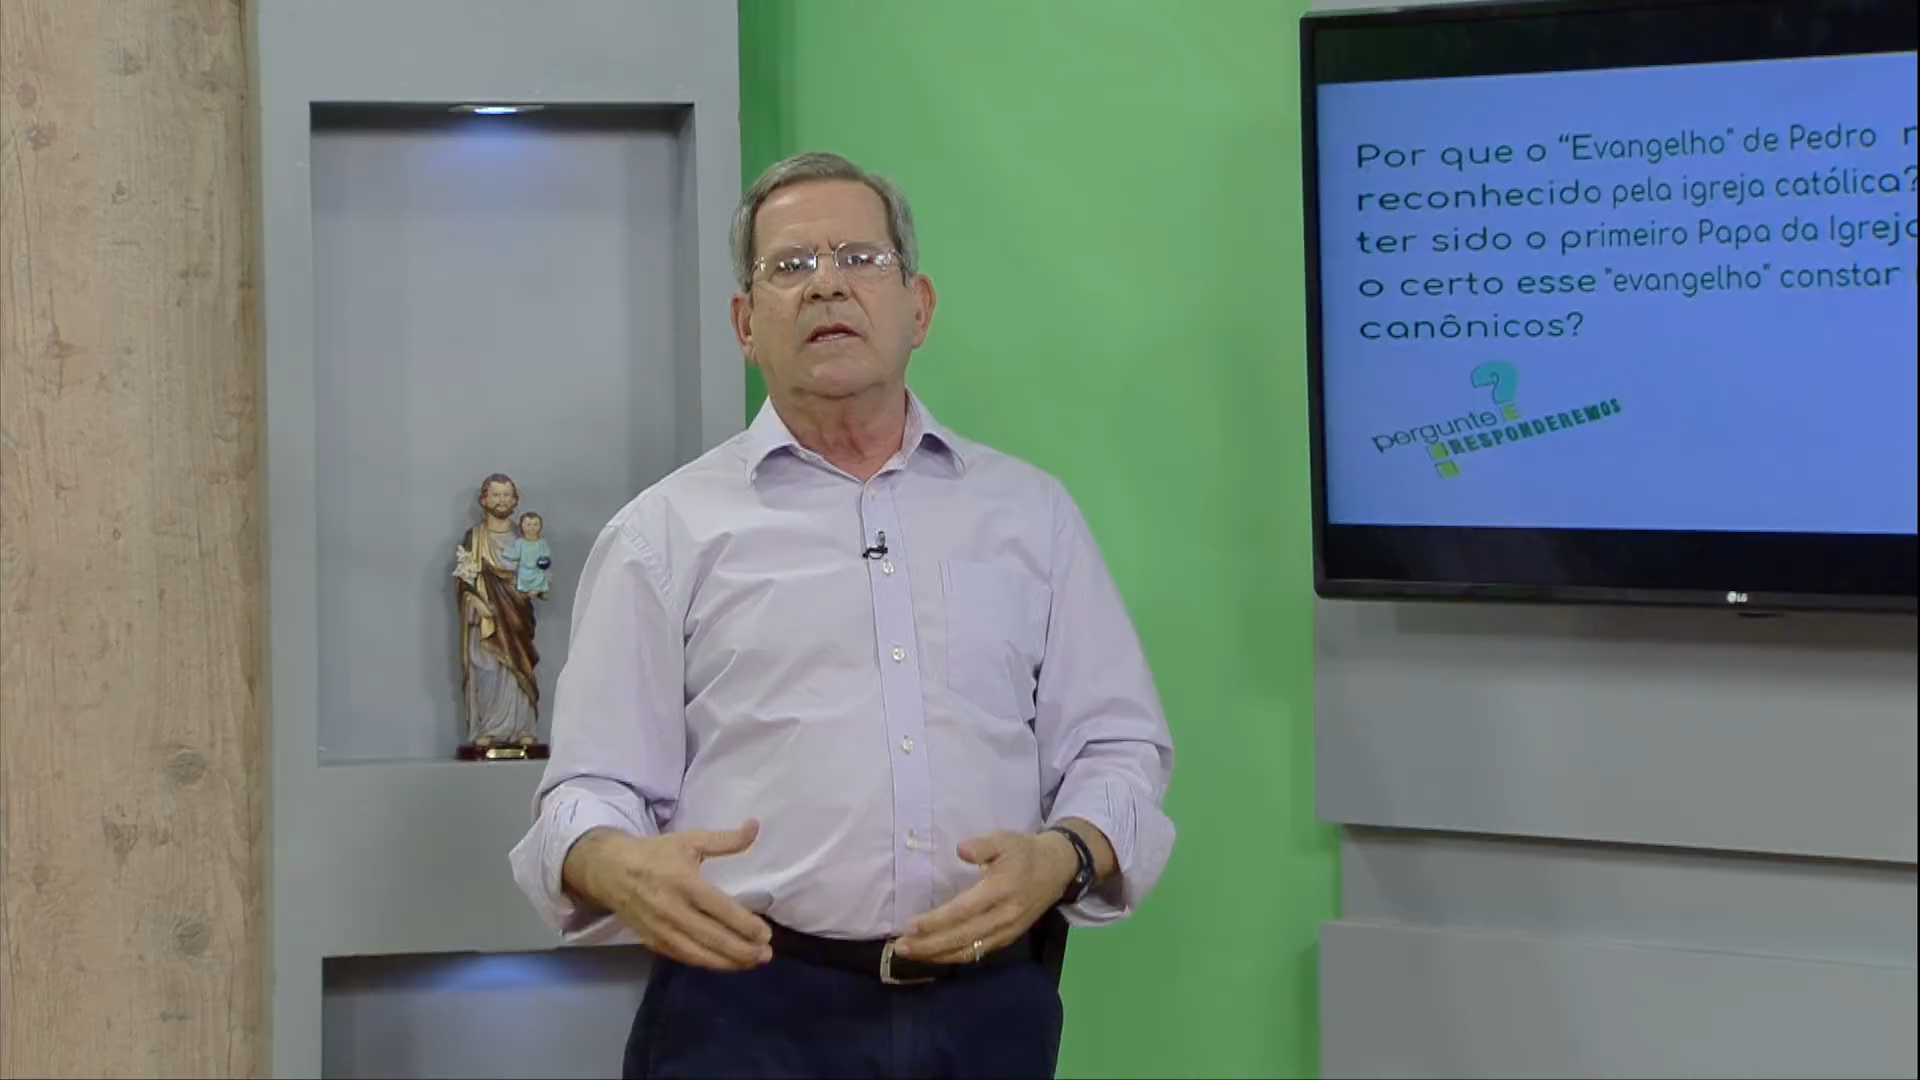 Por que o “Evangelho" de Pedro
reconhecido pela igreja católica?
ter sido o primeiro Papa da Igreja
o certo esse "evangelho" constar
canônicos?
pergunte E
RESPONDEREMOS
LG